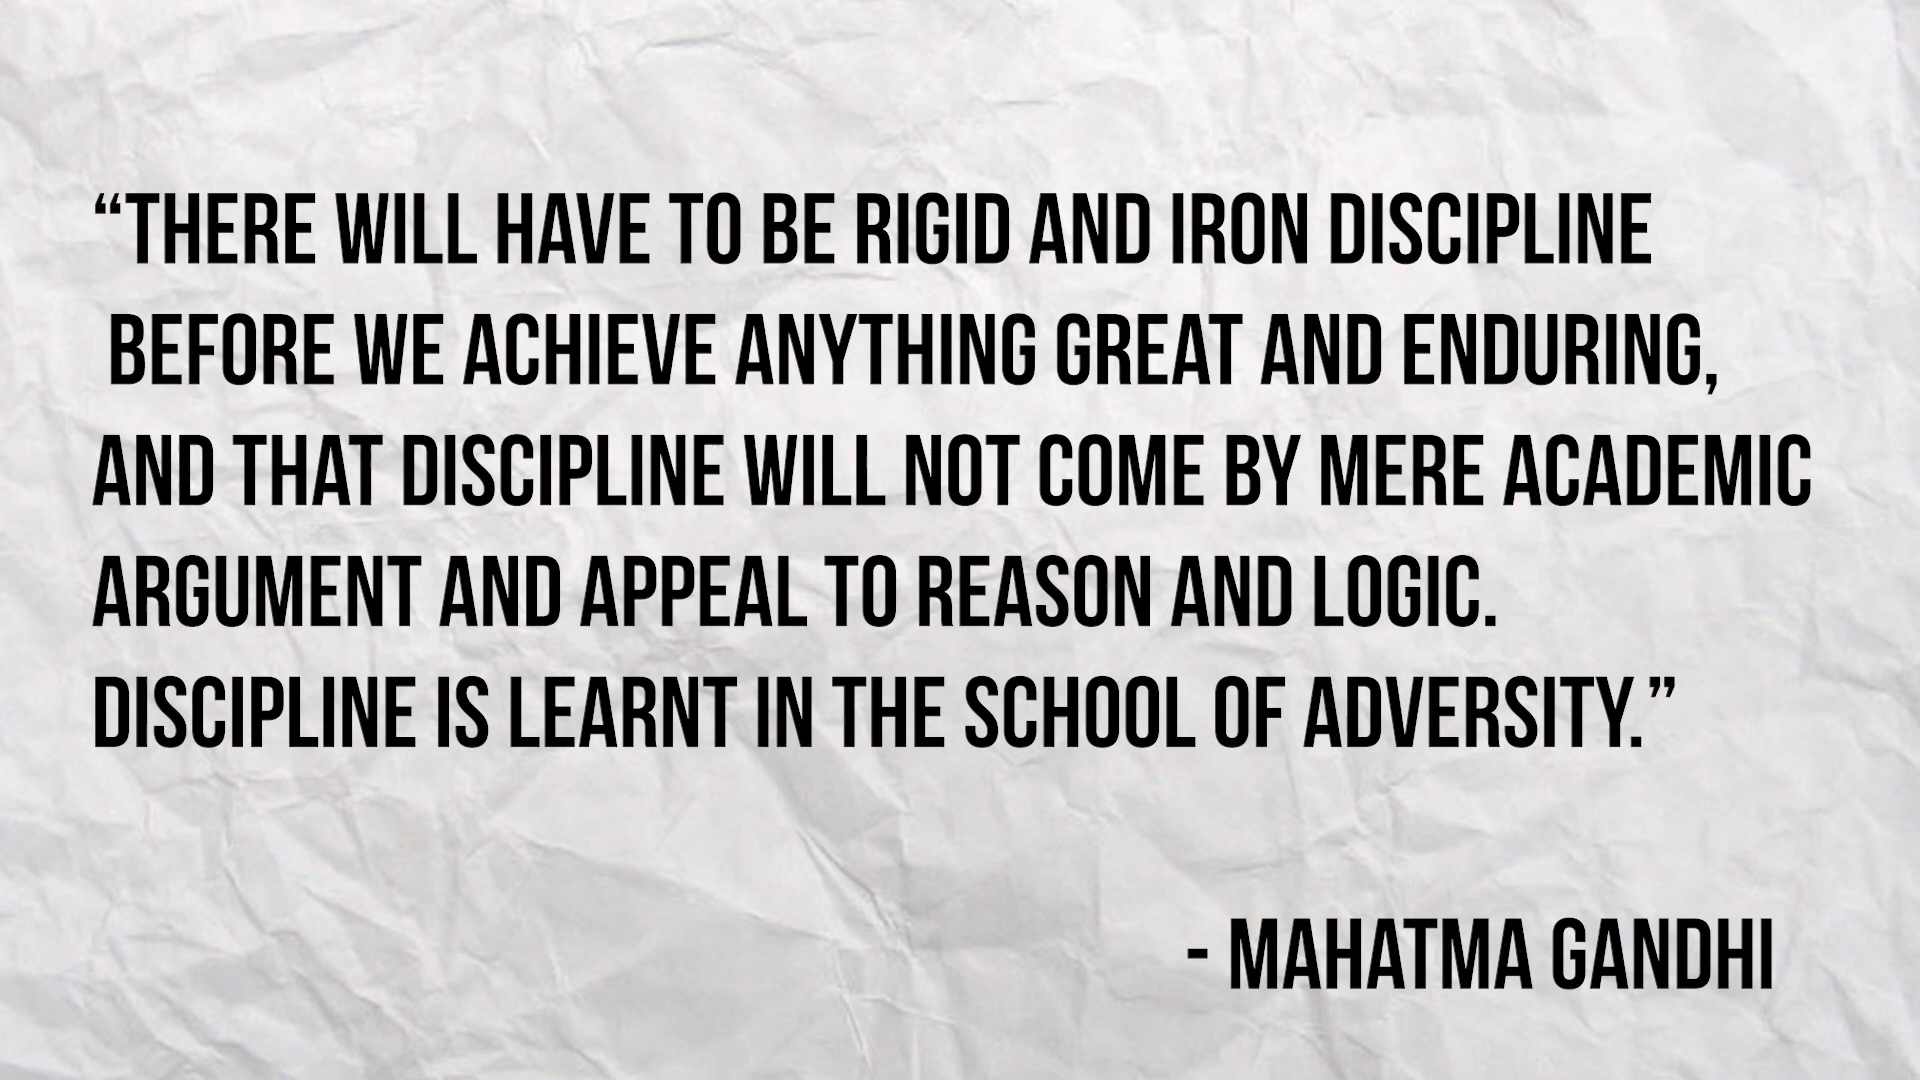 “THERE WILL HAVE TO BE RIGID AND IRON DISCIPLINE
BEFORE WE ACHIEVE ANYTHING GREAT AND ENDURING,
AND THAT DISCIPLINE WILL NOT COME BY MERE ACADEMIC
ARGUMENT AND APPEAL TO REASON AND LOGIC.
DISCIPLINE IS LEARNT IN THE SCHOOL OF ADVERSITY.”
- MAHATMA GANDHI